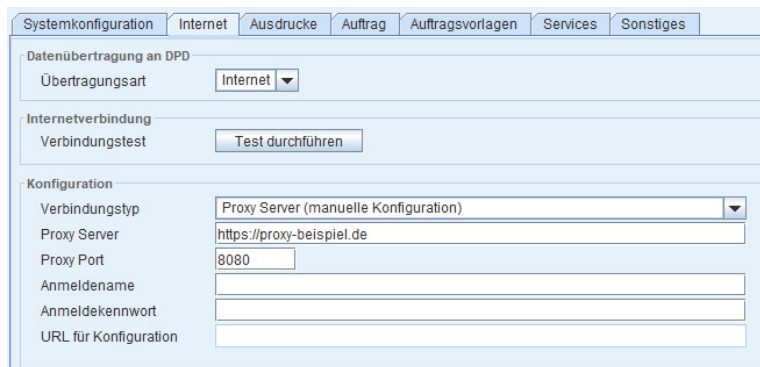 Systemkonfiguration Internet Ausdrucke Auftrag Auftragsvorlagen Services Sonstiges
Datenübertragung an DPD
Übertragungsart Internet
Internetverbindung
Verbindungstest Test durchführen
Konfiguration
Verbindungstyp Proxy Server (manuelle Konfiguration)
Proxy Server https://proxy-beispiel.de
Proxy Port 8080
Anmeldename
Anmeldekennwort
URL für Konfiguration